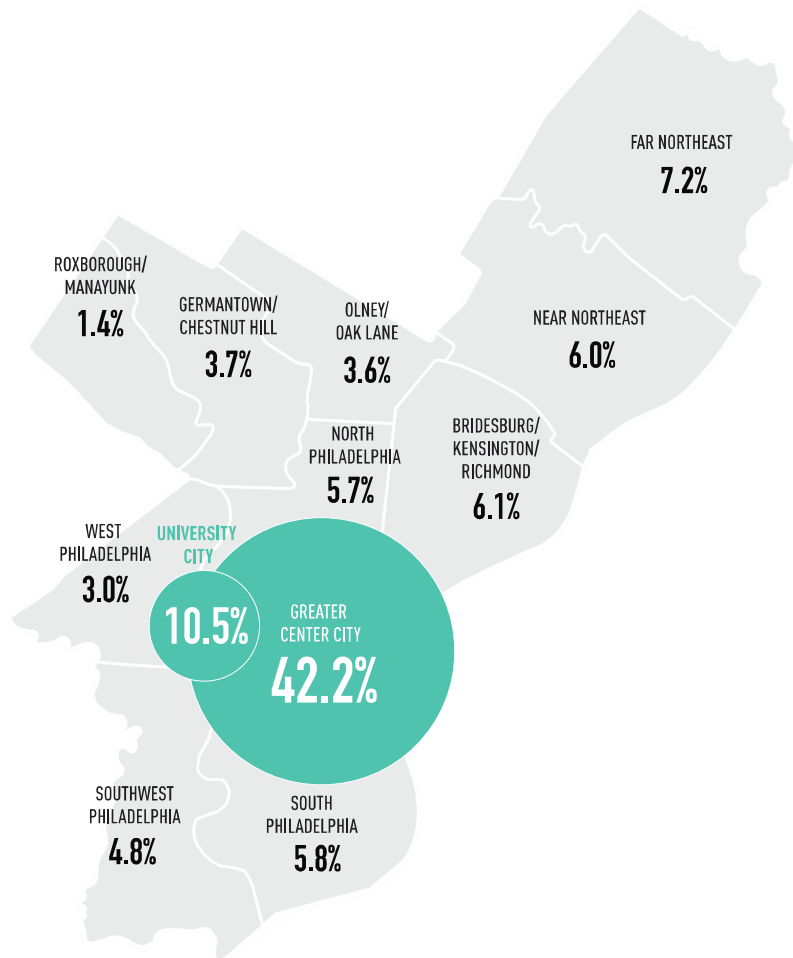 FAR NORTHEAST
7.2%
ROXBOROUGH/
MANAYUNK
1.4%
GERMANTOWN/
CHESTNUT HILL
3.7%
OLNEY/
OAK LANE
3.6%
NEAR NORTHEAST
6.0%
NORTH
PHILADELPHIA
5.7%
BRIDESBURG/
KENSINGTON/
RICHMOND
6.1%
WEST
PHILADELPHIA
3.0%
UNIVERSITY
CITY
10.5%
GREATER
CENTER CITY
42.2%
SOUTHWEST
PHILADELPHIA
4.8%
SOUTH
PHILADELPHIA
5.8%